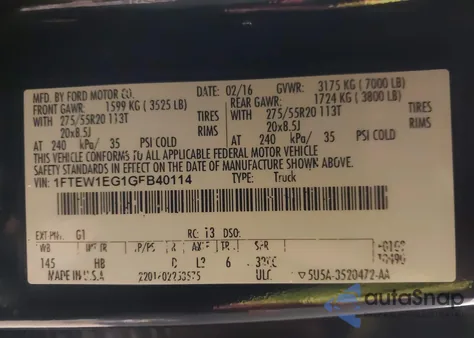 MFD. BY FORD MOTOR CO.
DATE: 02/16 GVWR: 3175 KG ( 7000 LB)
FRONT GAWR: 1599 KG ( 3525 LB) REAR GAWR: 1724 KG ( 3800 LB)
WITH 275/55R20 113T TIRES WITH 275/55R20 113T TIRES
20x8.5J RIMS 20x8.5J RIMS
AT 240 kPa/ 35 PSI COLD AT 240 kPa/ 35 PSI COLD
THIS VEHICLE CONFORMS TO ALL APPLICABLE FEDERAL MOTOR VEHICLE
SAFETY STANDARDS IN EFFECT ON THE DATE OF MANUFACTURE SHOWN ABOVE.
VIN: 1FTEW1EG1GFB40114 TYPE: Truck
EXT PNT: G1 RC: 13 DSO:
WB
145 HB L3 6
MADE IN U.S.A. ULC 5USA-3520472-AA
autoSnap